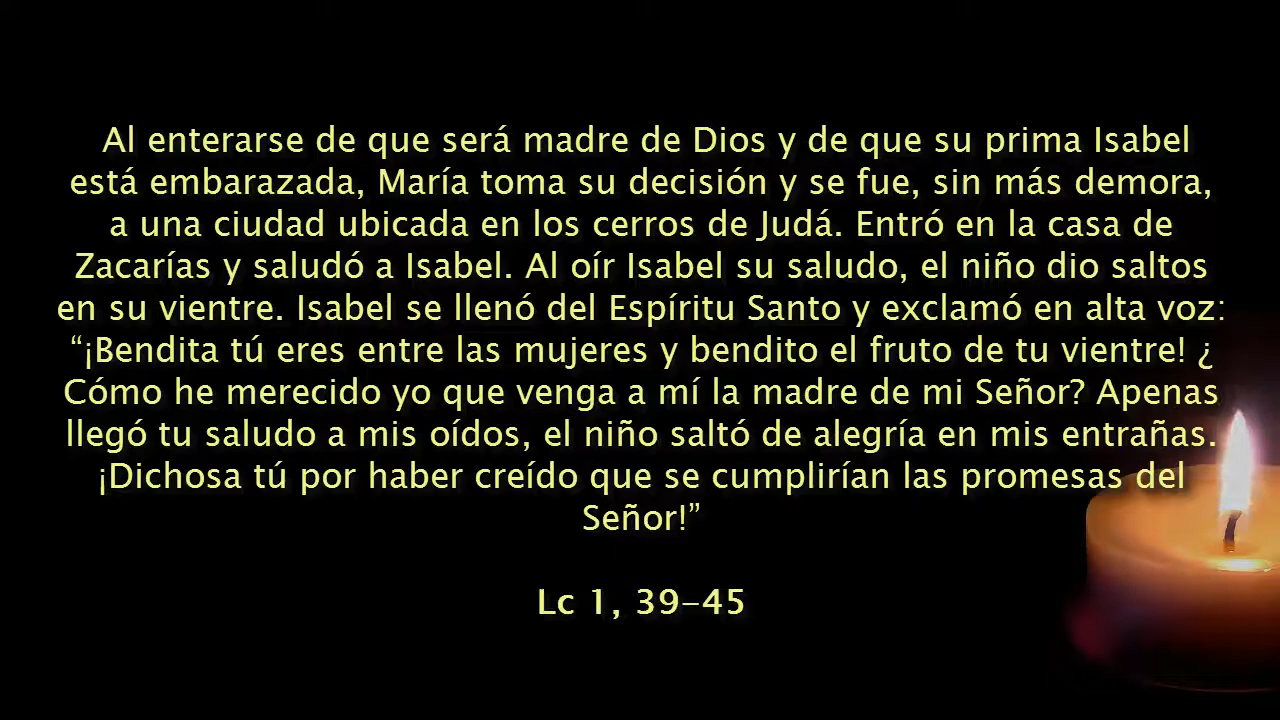 Al enterarse de que será madre de Dios y de que su prima Isabel
está embarazada, María toma su decisión y se fue, sin más demora,
a una ciudad ubicada en los cerros de Judá. Entró en la casa de
Zacarías y saludó a Isabel. Al oír Isabel su saludo, el niño dio saltos
en su vientre. Isabel se llenó del Espíritu Santo y exclamó en alta voz:
“¡Bendita tú eres entre las mujeres y bendito el fruto de tu vientre! ¿
Cómo he merecido yo que venga a mí la madre de mi Señor? Apenas
llegó tu saludo a mis oídos, el niño saltó de alegría en mis entrañas.
¡Dichosa tú por haber creído que se cumplirían las promesas del
Señor!”
Lc 1, 39-45